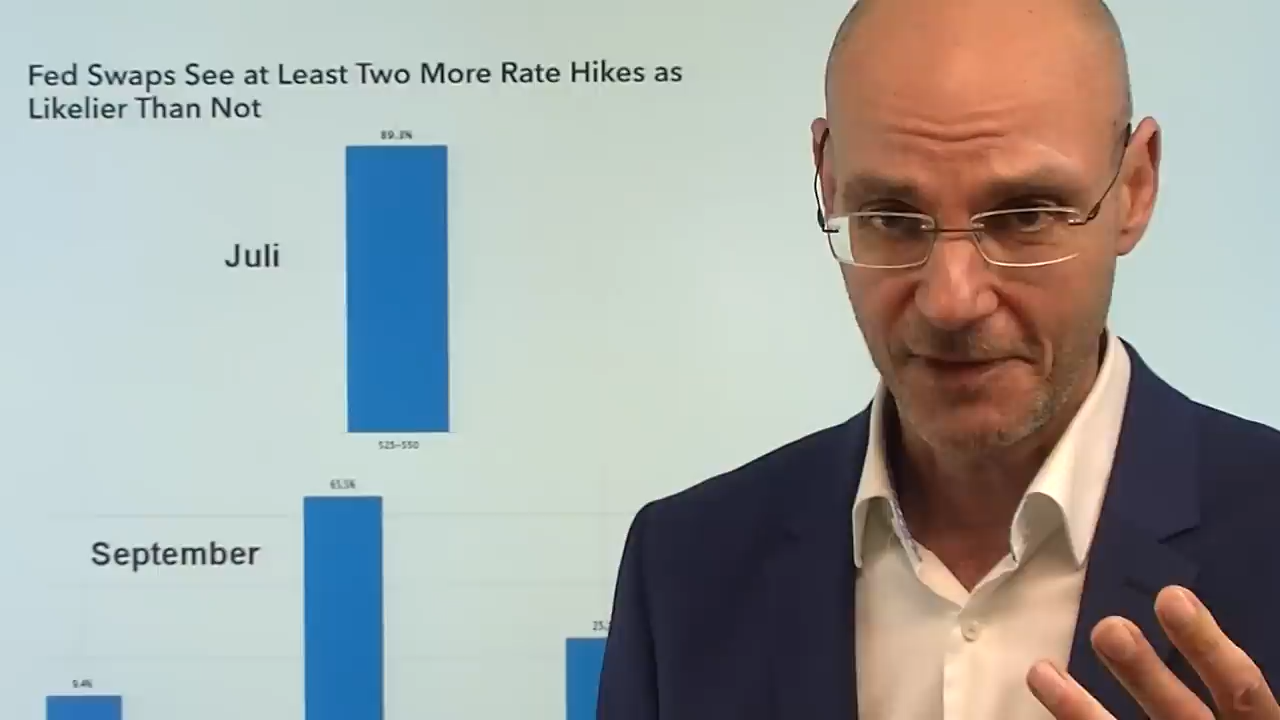 Fed Swaps See at Least Two More Rate Hikes as
Likelier Than Not
89.3%
Juli
525-550
65.5%
September
25.
9.4%